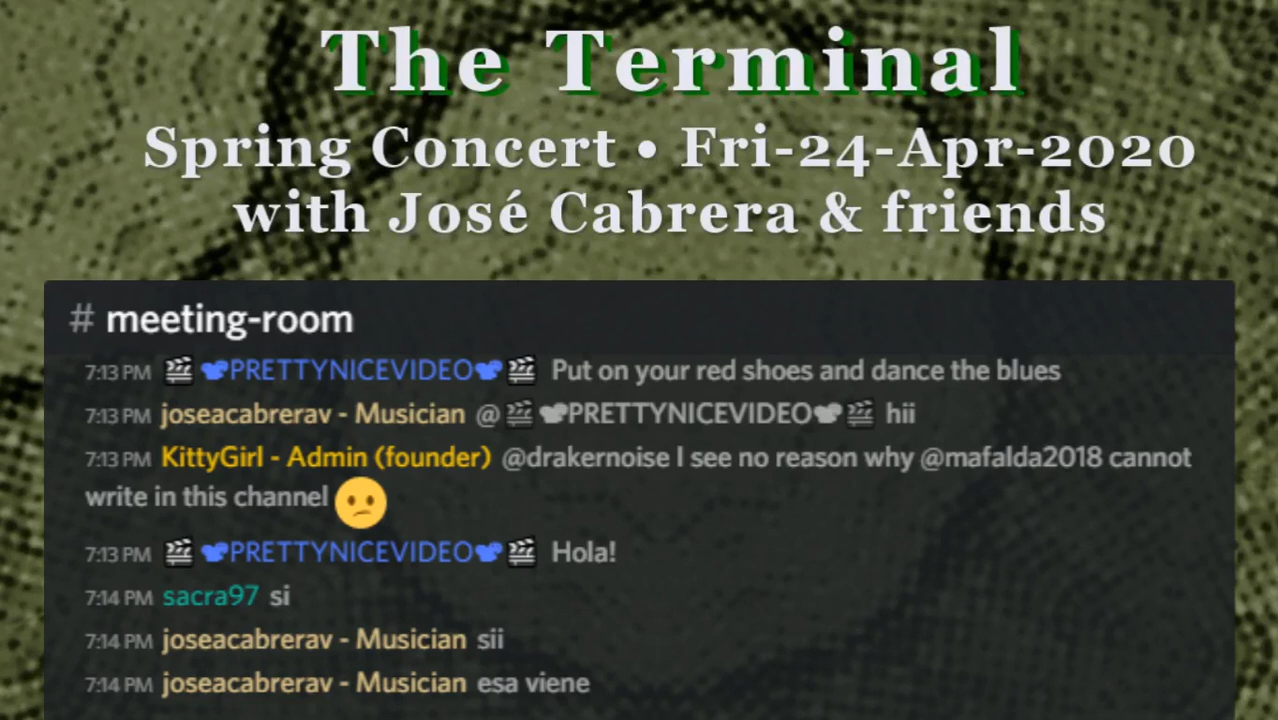 The Terminal
Spring Concert • Fri-24-Apr-2020
with José Cabrera & friends
# meeting-room
7:13 PM 🎬🐦PRETTYNICEVIDEO🐦🎬 Put on your red shoes and dance the blues
7:13 PM joseacabrerav - Musician @🎬🐦PRETTYNICEVIDEO🐦🎬 hii
7:13 PM KittyGirl - Admin (founder) @drakernoise I see no reason why @mafalda2018 cannot
write in this channel 😕
7:13 PM 🎬🐦PRETTYNICEVIDEO🐦🎬 Hola!
7:14 PM sacra97 si
7:14 PM joseacabrerav - Musician sii
7:14 PM joseacabrerav - Musician esa viene